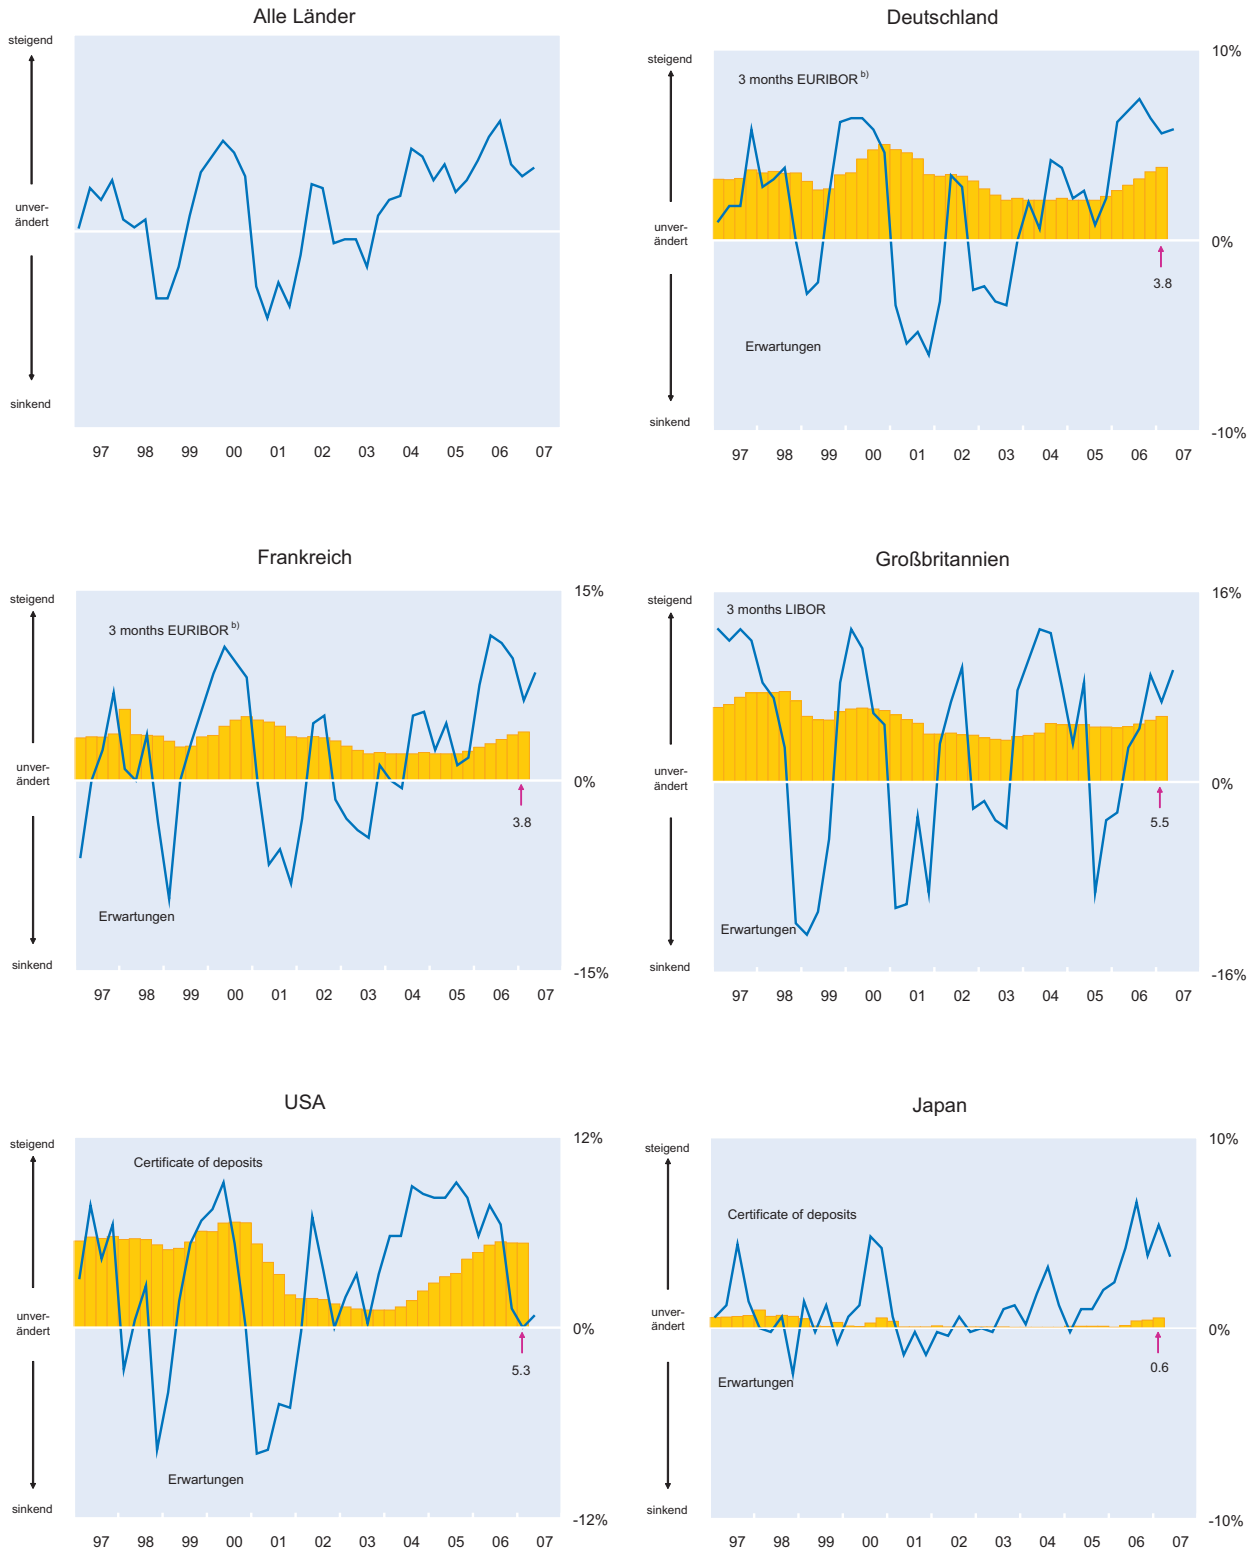 Alle Länder
steigend
unver-
ändert
sinkend
97 98 99 00 01 02 03 04 05 06 07
Deutschland
steigend
10%
3 months EURIBOR b)
unver-
ändert
0%
3.8
Erwartungen
sinkend
-10%
97 98 99 00 01 02 03 04 05 06 07
Frankreich
steigend
15%
3 months EURIBOR b)
unver-
ändert
0%
3.8
Erwartungen
sinkend
-15%
97 98 99 00 01 02 03 04 05 06 07
Großbritannien
steigend
16%
3 months LIBOR
unver-
ändert
0%
5.5
Erwartungen
sinkend
-16%
97 98 99 00 01 02 03 04 05 06 07
USA
steigend
12%
Certificate of deposits
unver-
ändert
0%
5.3
Erwartungen
sinkend
-12%
97 98 99 00 01 02 03 04 05 06 07
Japan
steigend
10%
Certificate of deposits
unver-
ändert
0%
0.6
Erwartungen
sinkend
-10%
97 98 99 00 01 02 03 04 05 06 07